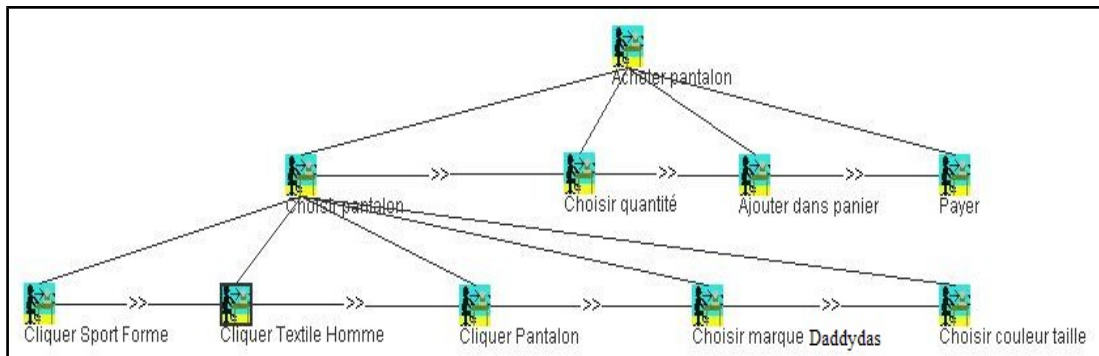 Acheter pantalon
>> >> >>
Choisir pantalon Choisir quantité Ajouter dans panier Payer
>> >> >> >>
Cliquer Sport Forme Cliquer Textile Homme Cliquer Pantalon Choisir marque Daddydas Choisir couleur taille